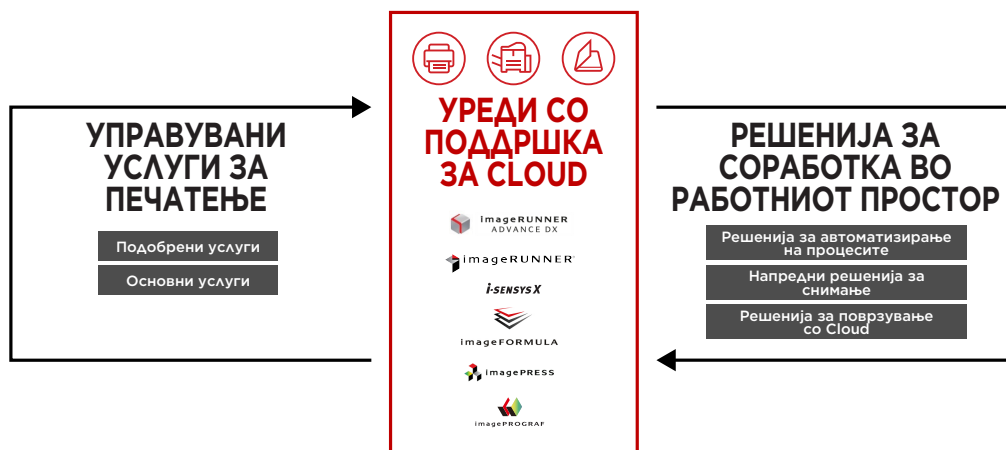 УПРАВУВАНИ
УСЛУГИ ЗА
ПЕЧАТЕЊЕ
Подобрени услуги
Основни услуги
УРЕДИ СО
ПОДДРШКА
ЗА CLOUD
imageRUNNER
ADVANCE DX
imageRUNNER
i-SENSYS X
imageFORMULA
imagePRESS
imagePROGRAF
РЕШЕНИЈА ЗА
СОРАБОТКА ВО
РАБОТНИОТ ПРОСТОР
Решенија за автоматизирање
на процесите
Напредни решенија за
снимање
Решенија за поврзување
со Cloud